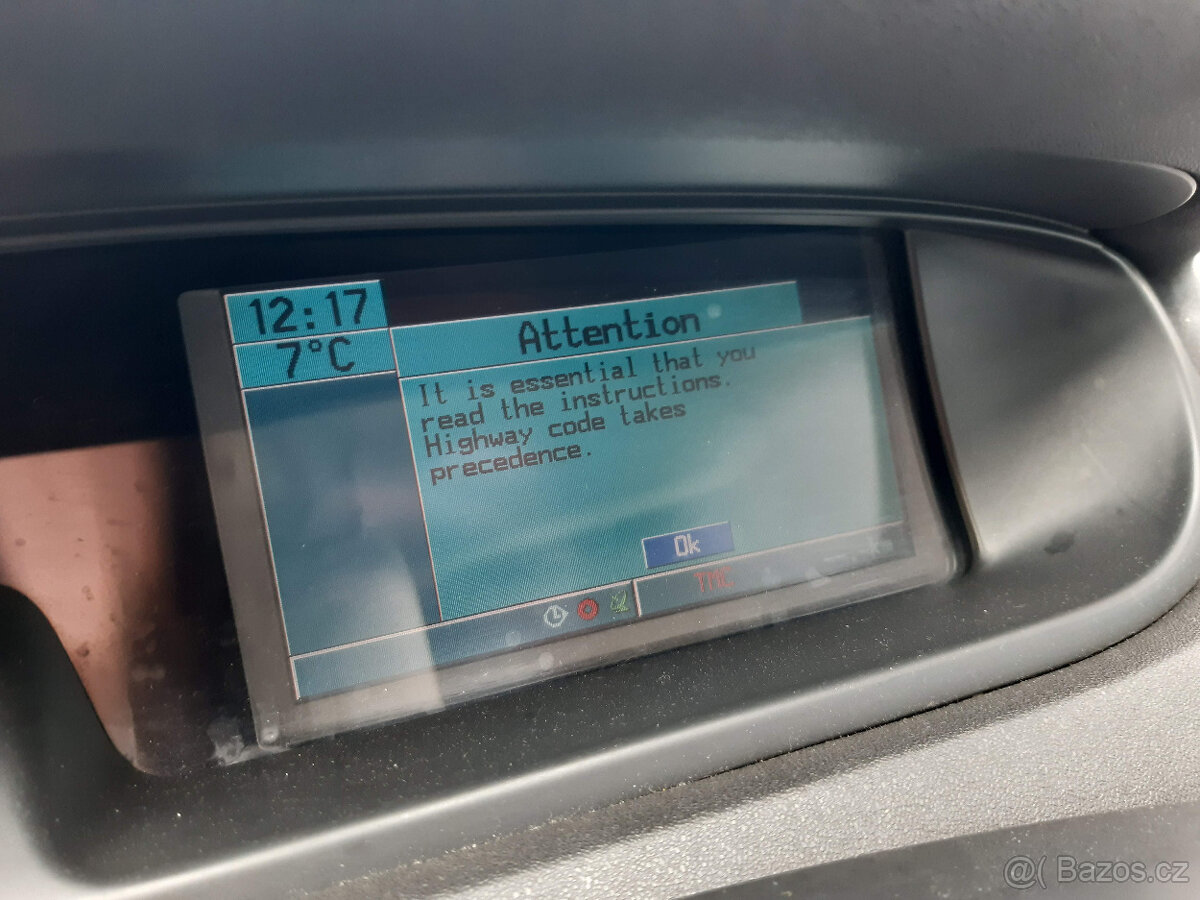 12:17
7°C
Attention
It is essential that you
read the instructions.
Highway code takes
precedence.
Ok
TMC
@( Bazoš.cz